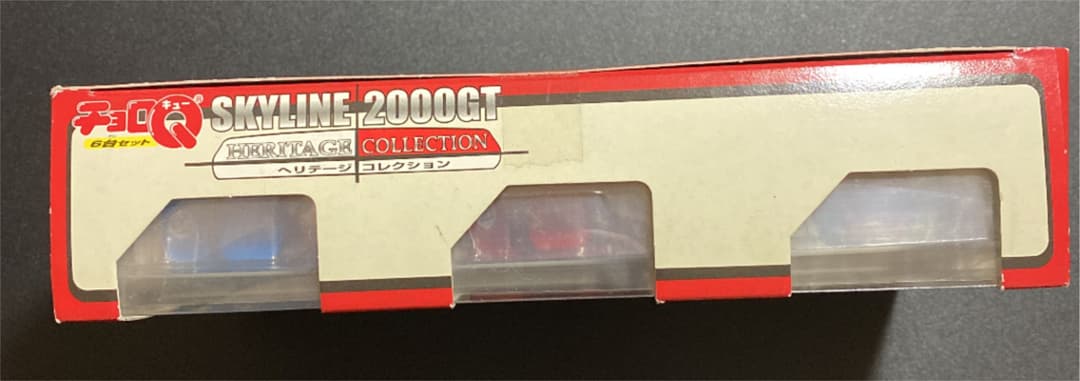 チョロQ
キュー
®
6台セット
SKYLINE 2000GT
HERITAGE COLLECTION
ヘリテージ コレクション